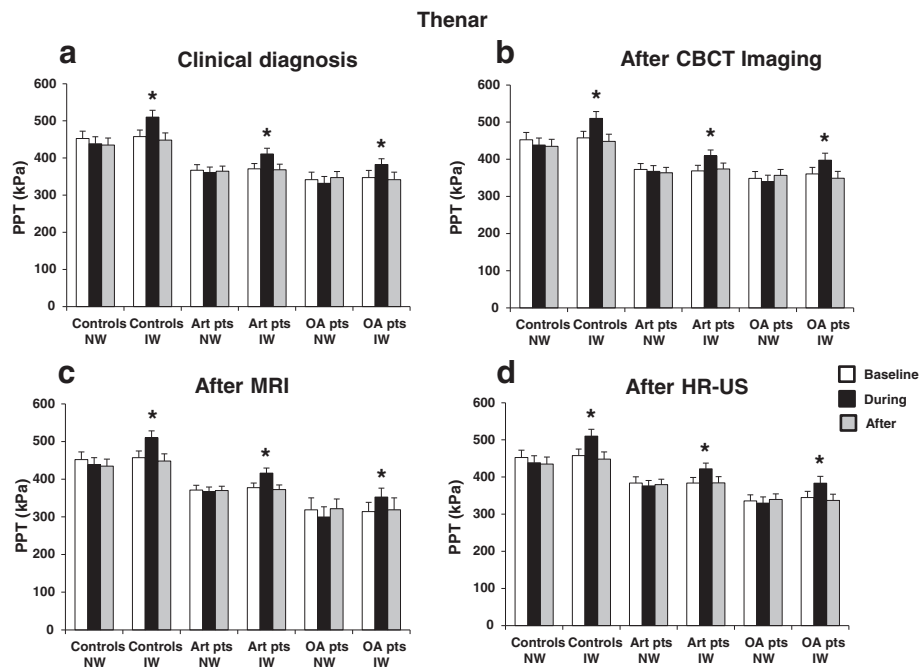 Thenar
a
Clinical diagnosis
PPT (kPa)
600
500
400
300
200
100
0
*
*
*
Controls Controls Art pts Art pts OA pts OA pts
NW IW NW IW NW IW
b
After CBCT Imaging
PPT (kPa)
600
500
400
300
200
100
0
*
*
*
Controls Controls Art pts Art pts OA pts OA pts
NW IW NW IW NW IW
c
After MRI
PPT (kPa)
600
500
400
300
200
100
0
*
*
*
Controls Controls Art pts Art pts OA pts OA pts
NW IW NW IW NW IW
d
After HR-US
PPT (kPa)
600
500
400
300
200
100
0
*
*
*
Controls Controls Art pts Art pts OA pts OA pts
NW IW NW IW NW IW
Baseline
During
After